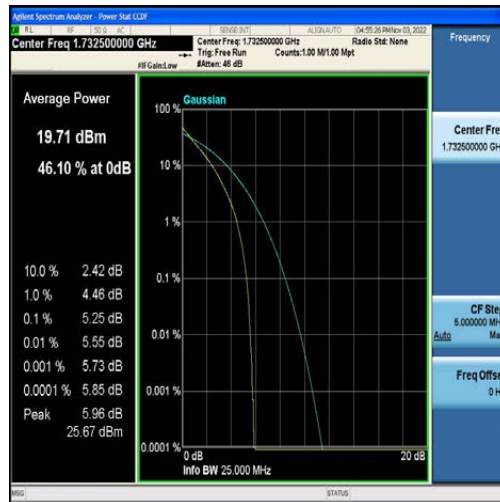 Agilent Spectrum Analyzer - Power Stat CCDF
RL RF 50 Ω AC SENSE:INT ALIGN AUTO 04:55:26 PM Nov 03, 2022
Center Freq 1.732500000 GHz
Center Freq: 1.732500000 GHz Radio Std: None
Trig: Free Run Counts:1.00 M/1.00 Mpt
#IFGain:Low #Atten: 46 dB
Frequency
Average Power
19.71 dBm
46.10 % at 0dB
10.0 % 2.42 dB
1.0 % 4.46 dB
0.1 % 5.25 dB
0.01 % 5.55 dB
0.001 % 5.73 dB
0.0001 % 5.85 dB
Peak 5.96 dB
25.67 dBm
Gaussian
100 %
10 %
1 %
0.1 %
0.01 %
0.001 %
0.0001 %
0 dB 20 dB
Info BW 25.000 MHz
Center Fre
1.732500000 GH
CF Ste
5.000000 MH
Auto Ma
Freq Offse
0 H
MSG STATUS